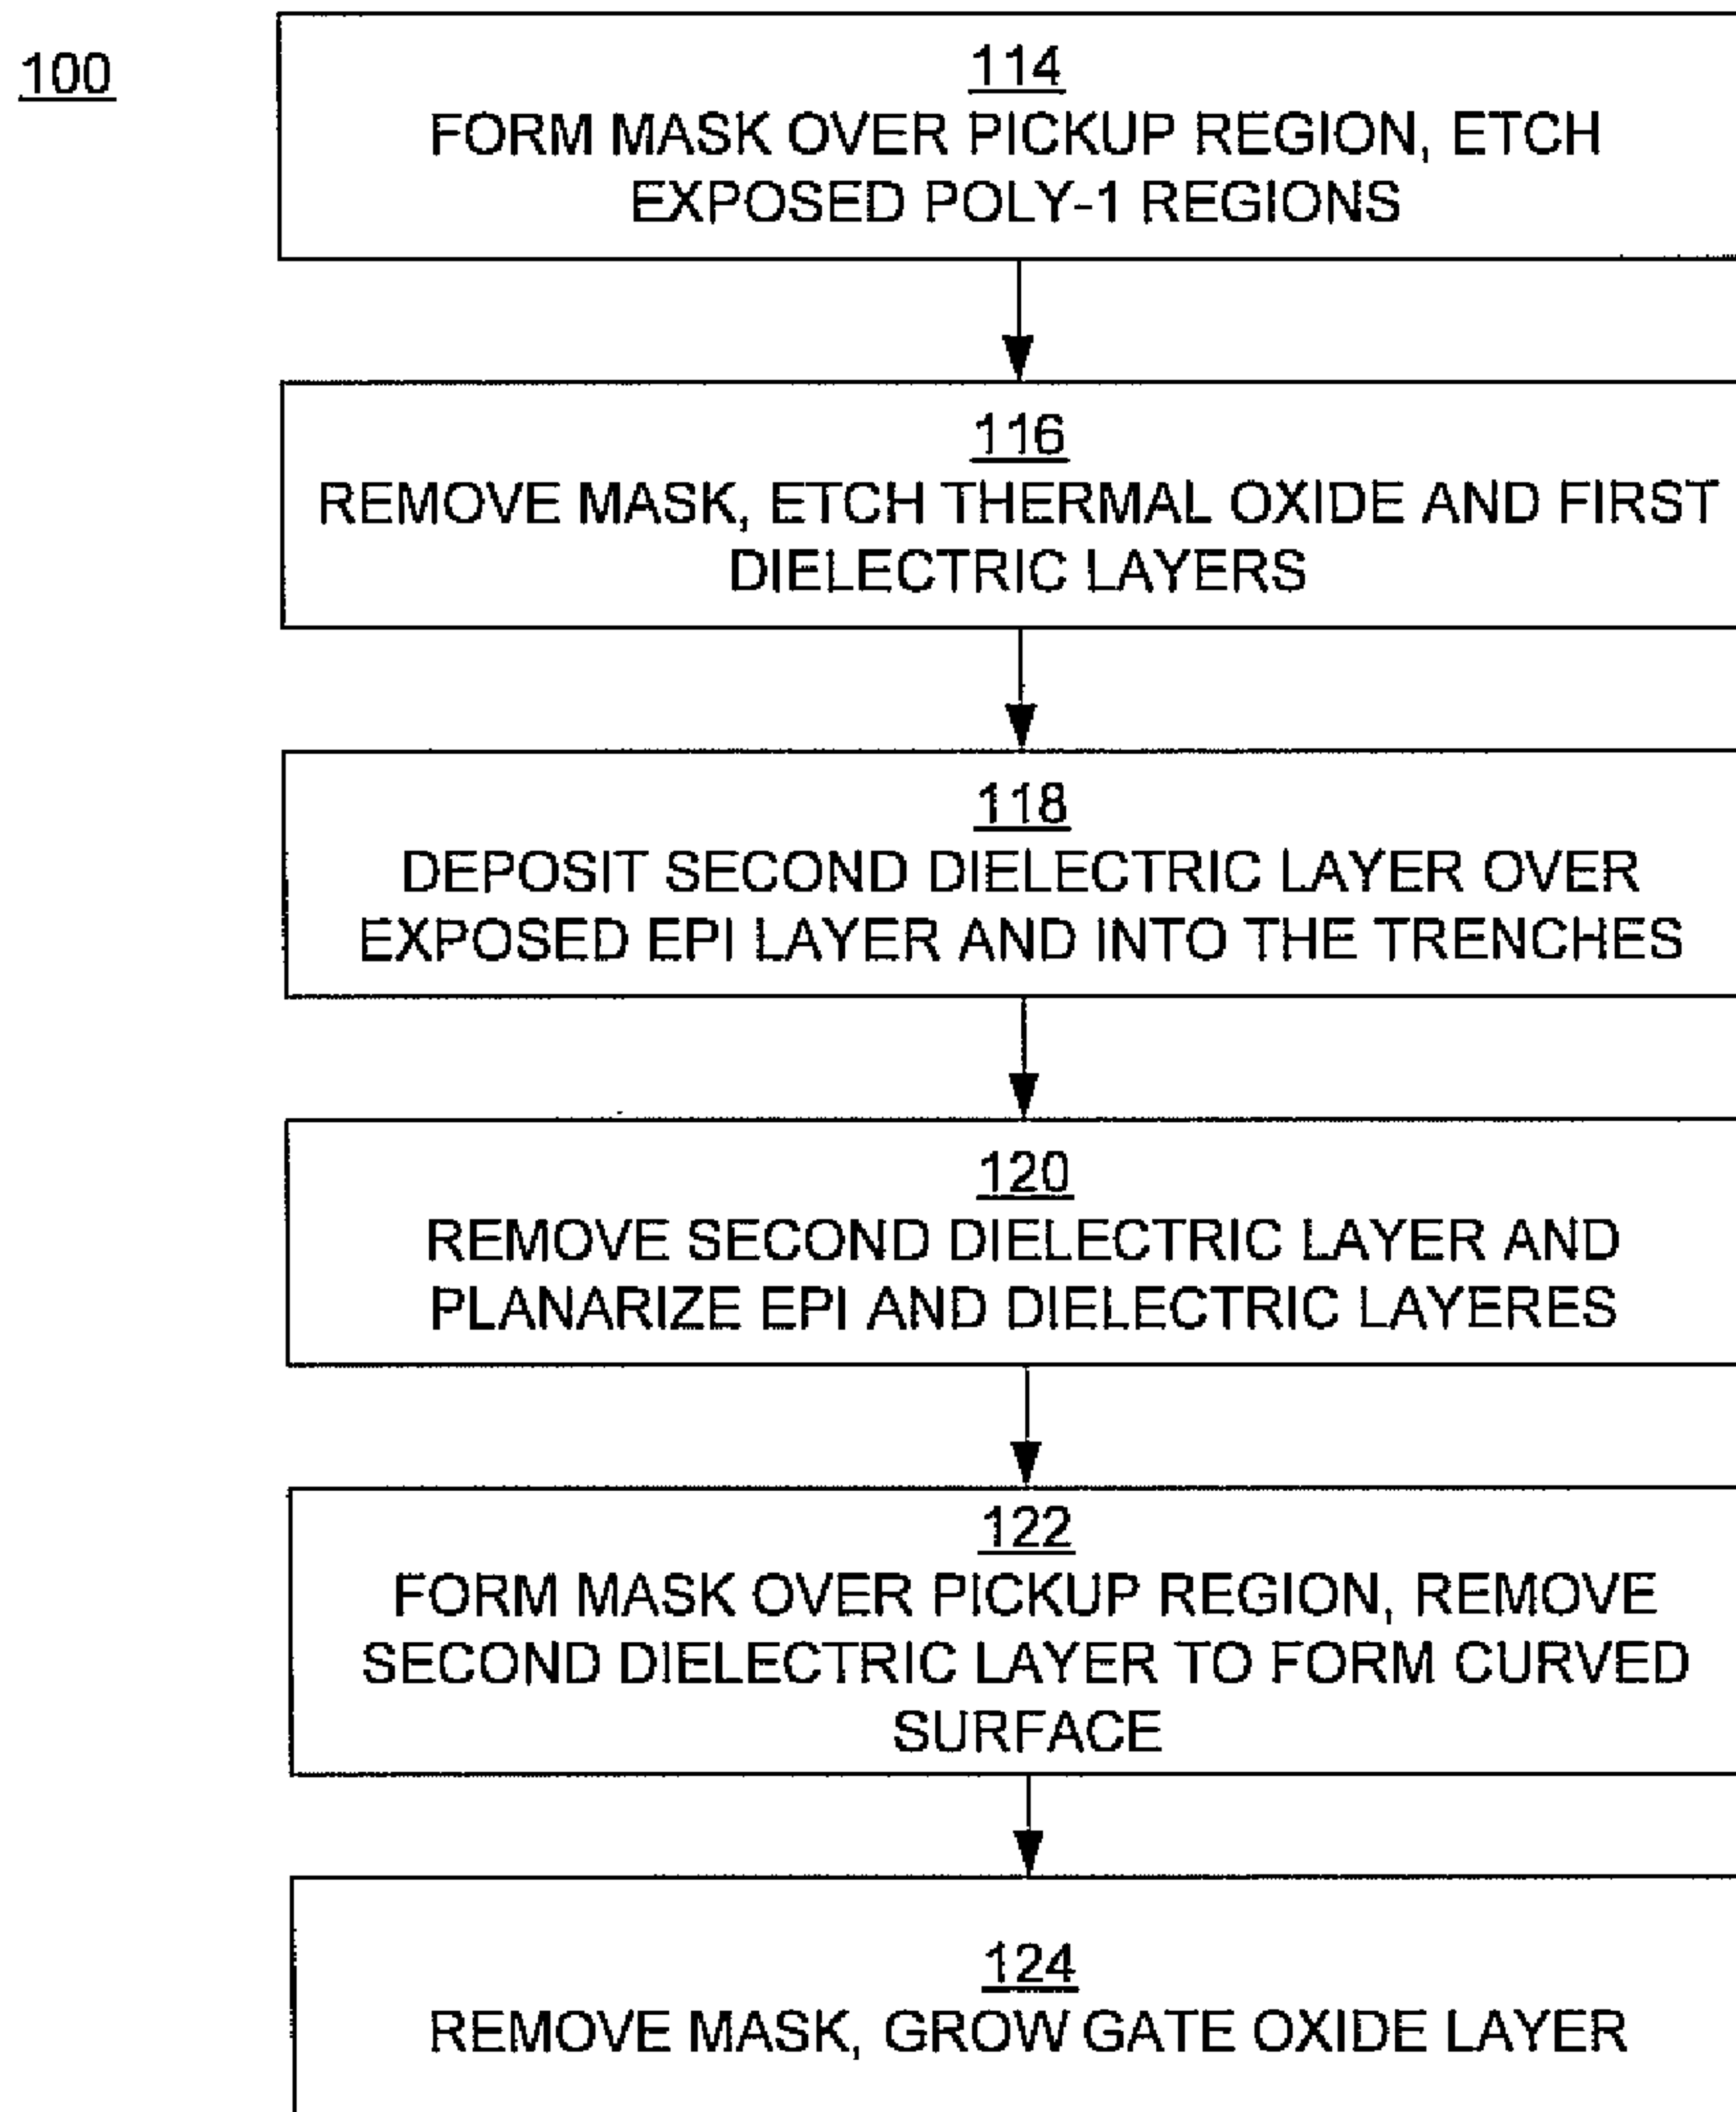 100
114
FORM MASK OVER PICKUP REGION, ETCH
EXPOSED POLY-1 REGIONS
116
REMOVE MASK, ETCH THERMAL OXIDE AND FIRST
DIELECTRIC LAYERS
118
DEPOSIT SECOND DIELECTRIC LAYER OVER
EXPOSED EPI LAYER AND INTO THE TRENCHES
120
REMOVE SECOND DIELECTRIC LAYER AND
PLANARIZE EPI AND DIELECTRIC LAYERES
122
FORM MASK OVER PICKUP REGION, REMOVE
SECOND DIELECTRIC LAYER TO FORM CURVED
SURFACE
124
REMOVE MASK, GROW GATE OXIDE LAYER